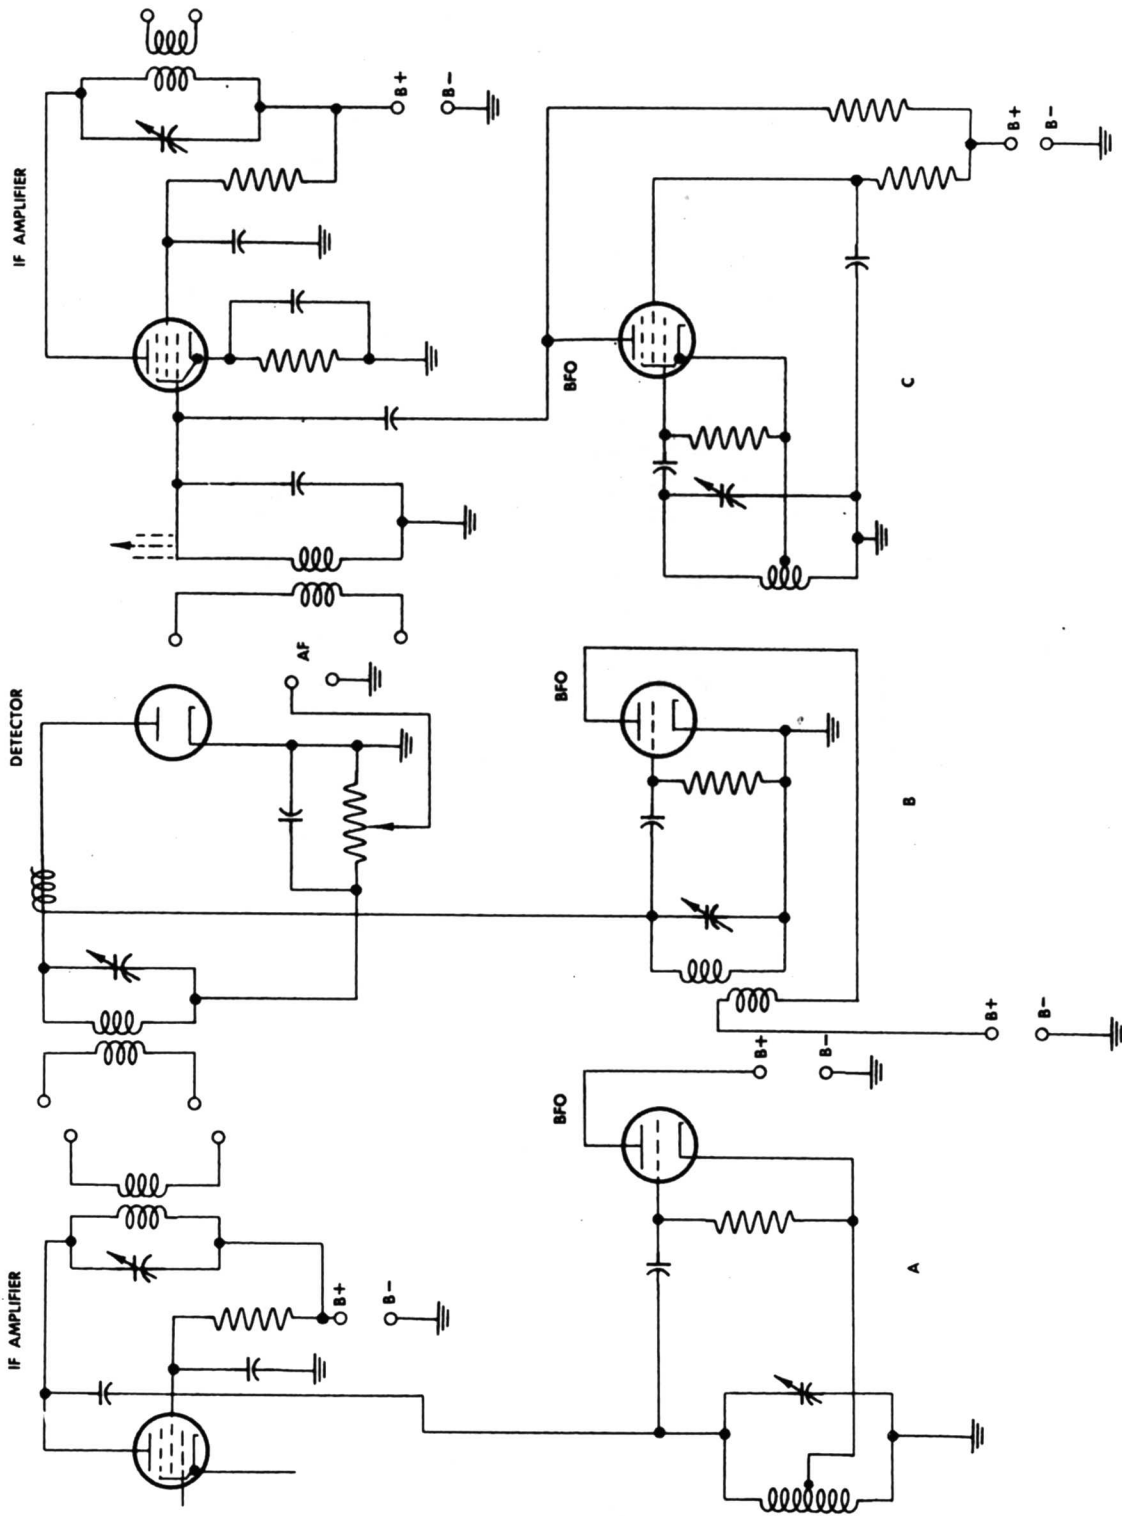 IF AMPLIFIER
DETECTOR
IF AMPLIFIER
AF
B+
B-
B+
B-
BFO
BFO
BFO
B+
B-
A
B
C
B+
B-
B+
B-